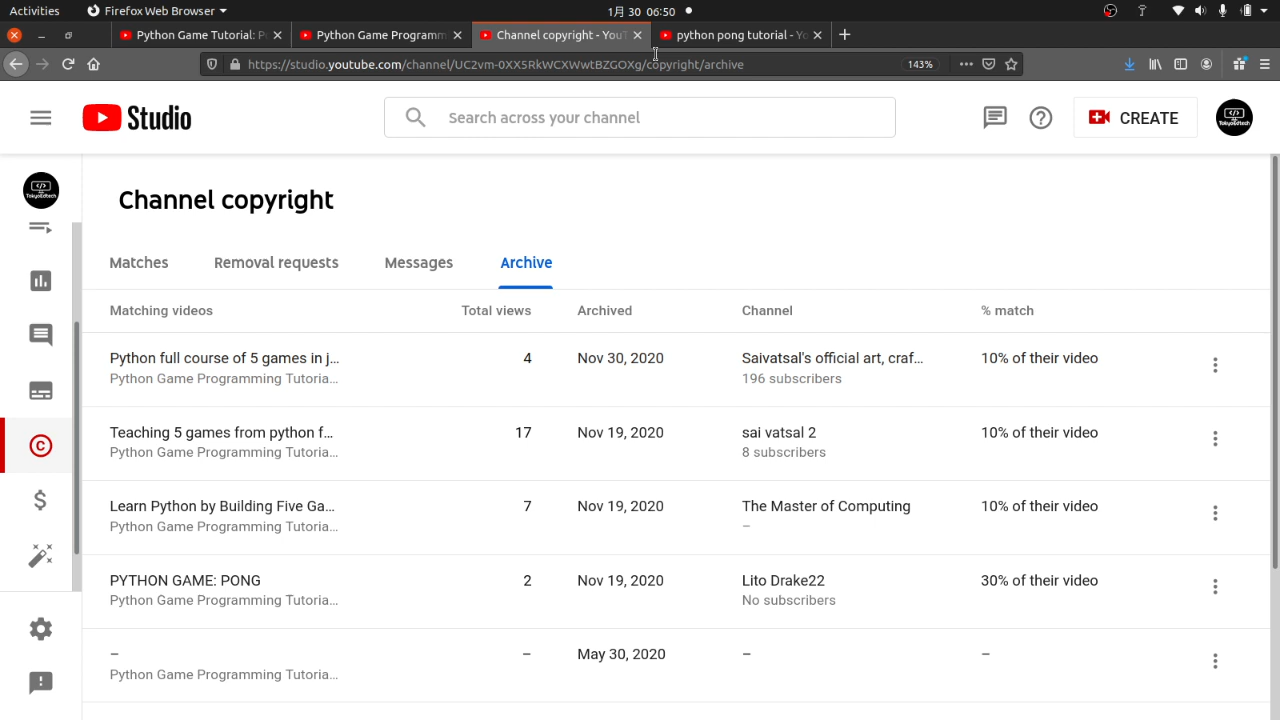 Activities
Firefox Web Browser
1月 30 06:50
Python Game Tutorial: P
Python Game Programm
Channel copyright - YouT
python pong tutorial - Yo
https://studio.youtube.com/channel/UC2vm-0XX5RkWCXWwtBZGOXg/copyright/archive
143%
Studio
Search across your channel
CREATE
TokyoEdtech
TokyoEdtech
Channel copyright
Matches
Removal requests
Messages
Archive
Matching videos
Total views
Archived
Channel
% match
Python full course of 5 games in j...
4
Nov 30, 2020
Saivatsal's official art, craf...
10% of their video
Python Game Programming Tutoria...
196 subscribers
Teaching 5 games from python f...
17
Nov 19, 2020
sai vatsal 2
10% of their video
Python Game Programming Tutoria...
8 subscribers
Learn Python by Building Five Ga...
7
Nov 19, 2020
The Master of Computing
10% of their video
Python Game Programming Tutoria...
–
PYTHON GAME: PONG
2
Nov 19, 2020
Lito Drake22
30% of their video
Python Game Programming Tutoria...
No subscribers
–
–
May 30, 2020
–
–
Python Game Programming Tutoria...